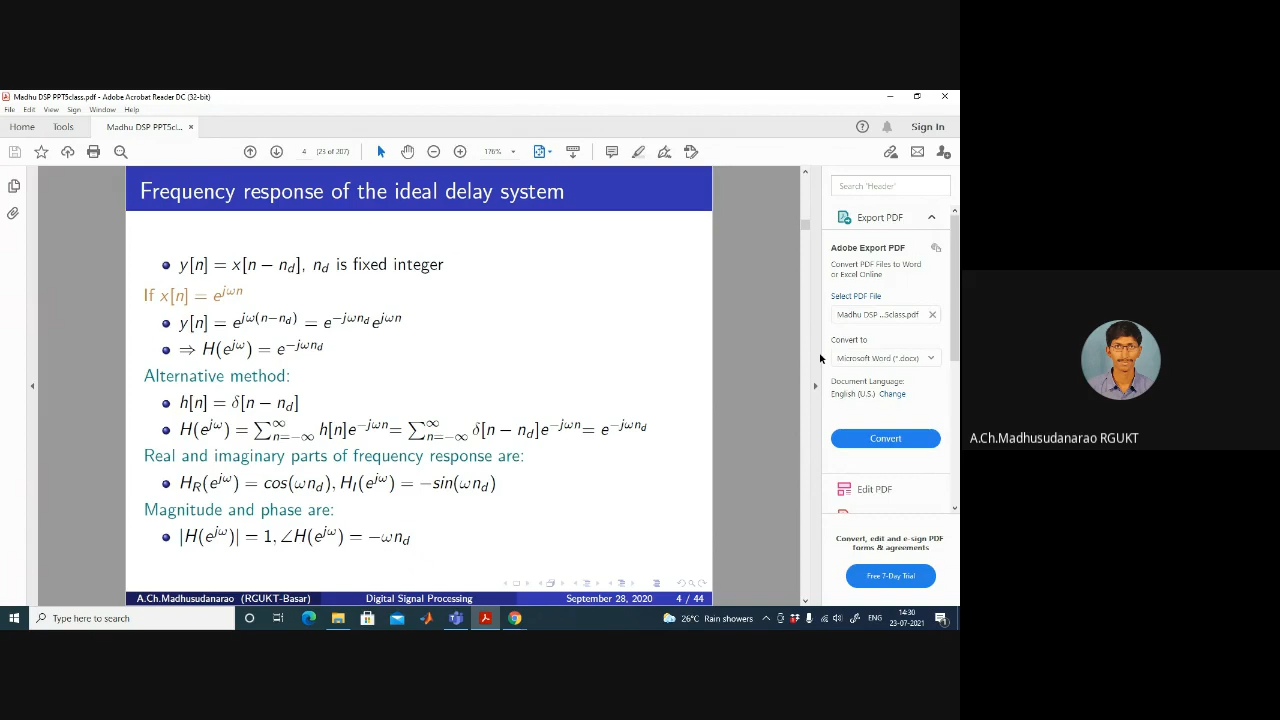 Madhu DSP PPT5class.pdf - Adobe Acrobat Reader DC (32-bit)
File Edit View Sign Window Help
Home Tools Madhu DSP PPT5cl... × Sign In
4 (23 of 207) 176%
Frequency response of the ideal delay system
y[n] = x[n − n_d], n_d is fixed integer
If x[n] = e^{jωn}
y[n] = e^{jω(n−n_d)} = e^{−jωn_d}e^{jωn}
⇒ H(e^{jω}) = e^{−jωn_d}
Alternative method:
h[n] = δ[n − n_d]
H(e^{jω}) = ∑_{n=−∞}^{∞} h[n]e^{−jωn}= ∑_{n=−∞}^{∞} δ[n − n_d]e^{−jωn}= e^{−jωn_d}
Real and imaginary parts of frequency response are:
H_R(e^{jω}) = cos(ωn_d), H_I(e^{jω}) = −sin(ωn_d)
Magnitude and phase are:
|H(e^{jω})| = 1, ∠H(e^{jω}) = −ωn_d
A.Ch.Madhusudanarao (RGUKT-Basar) Digital Signal Processing September 28, 2020 4 / 44
Search 'Header'
Export PDF
Adobe Export PDF
Convert PDF Files to Word
or Excel Online
Select PDF File
Madhu DSP ...5class.pdf
Convert to
Microsoft Word (*.docx)
Document Language:
English (U.S.) Change
Convert
Edit PDF
Convert, edit and e-sign PDF
forms & agreements
Free 7-Day Trial
A.Ch.Madhusudanarao RGUKT
Type here to search
26°C Rain showers ENG
14:30
23-07-2021